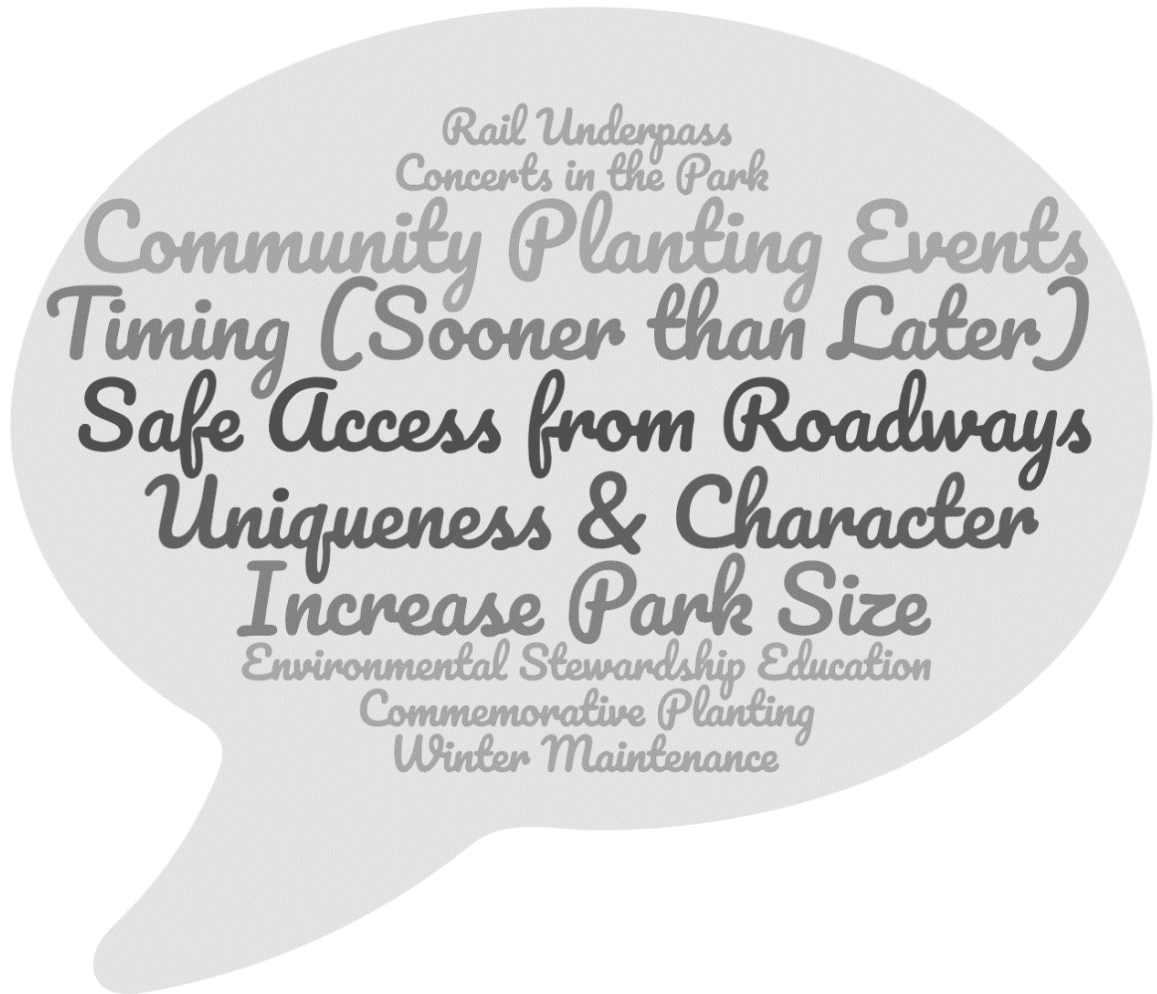 Rail Underpass
Concerts in the Park
Community Planting Events
Timing (Sooner than Later)
Safe Access from Roadways
Uniqueness & Character
Increase Park Size
Environmental Stewardship Education
Commemorative Planting
Winter Maintenance